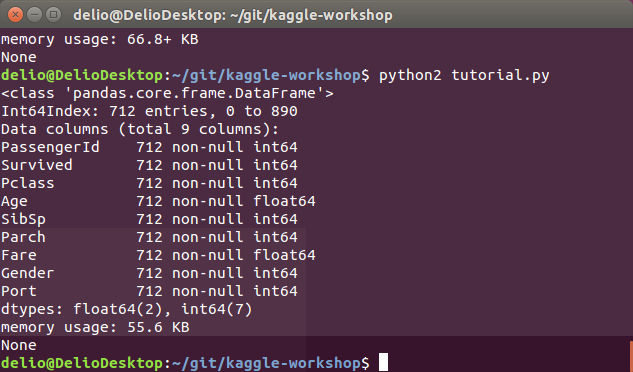 delio@DelioDesktop: ~/git/kaggle-workshop
memory usage: 66.8+ KB
None
delio@DelioDesktop:~/git/kaggle-workshop$ python2 tutorial.py
<class 'pandas.core.frame.DataFrame'>
Int64Index: 712 entries, 0 to 890
Data columns (total 9 columns):
PassengerId    712 non-null int64
Survived       712 non-null int64
Pclass         712 non-null int64
Age            712 non-null float64
SibSp          712 non-null int64
Parch          712 non-null int64
Fare           712 non-null float64
Gender         712 non-null int64
Port           712 non-null int64
dtypes: float64(2), int64(7)
memory usage: 55.6 KB
None
delio@DelioDesktop:~/git/kaggle-workshop$